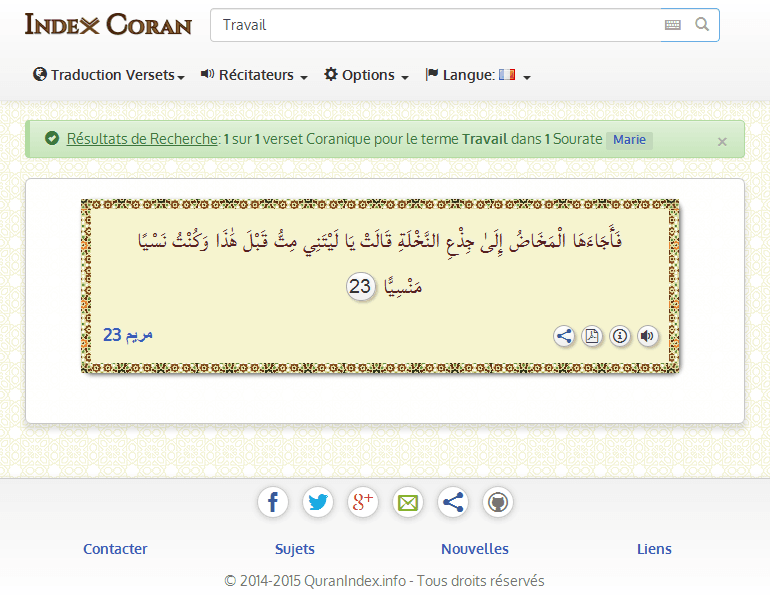 INDEX CORAN
Travail
Traduction Versets Récitateurs Options Langue:
Résultats de Recherche: 1 sur 1 verset Coranique pour le terme Travail dans 1 Sourate Marie ×
فَأَجَاءَهَا الْمَخَاضُ إِلَىٰ جِذْعِ النَّخْلَةِ قَالَتْ يَا لَيْتَنِي مِتُّ قَبْلَ هَٰذَا وَكُنْتُ نَسْيًا
مَنْسِيًّا 23
مريم 23
Contacter Sujets Nouvelles Liens
© 2014-2015 QuranIndex.info - Tous droits réservés